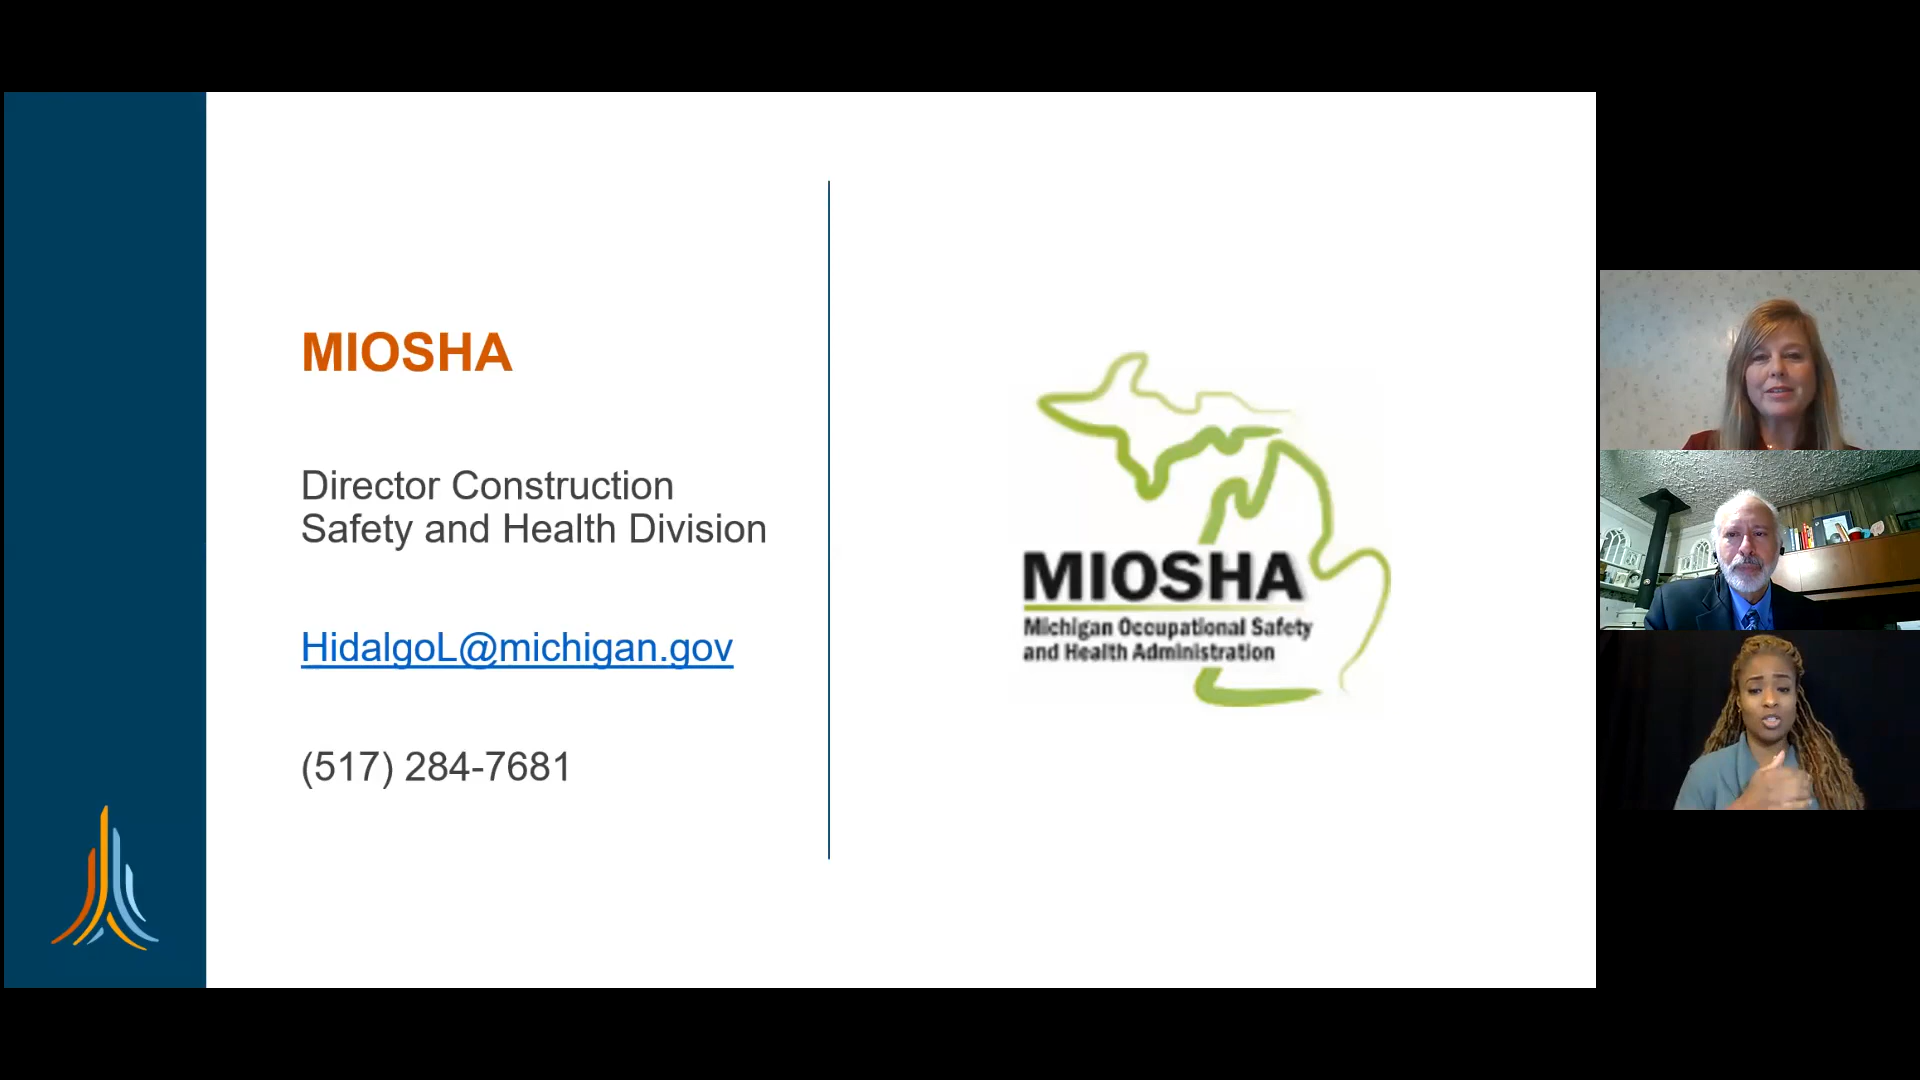 MIOSHA
Director Construction
Safety and Health Division
HidalgoL@michigan.gov
(517) 284-7681
MIOSHA
Michigan Occupational Safety
and Health Administration